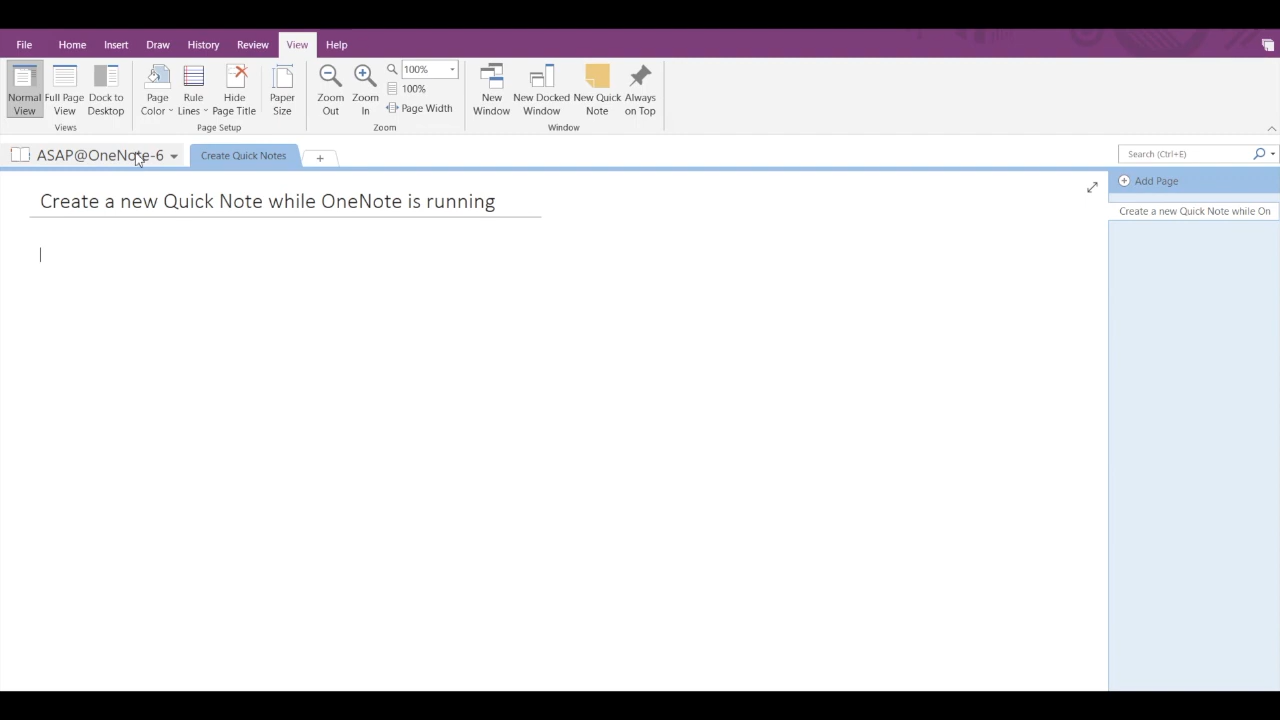 File Home Insert Draw History Review View Help
Normal View
Full Page View
Dock to Desktop
Views
Page Color
Rule Lines
Hide Page Title
Paper Size
Page Setup
Zoom Out
Zoom In
100%
100%
Page Width
Zoom
New Window
New Docked Window
New Quick Note
Always on Top
Window
ASAP@OneNote-6
Create Quick Notes
+
Search (Ctrl+E)
Add Page
Create a new Quick Note while OneNote is running
Create a new Quick Note while On